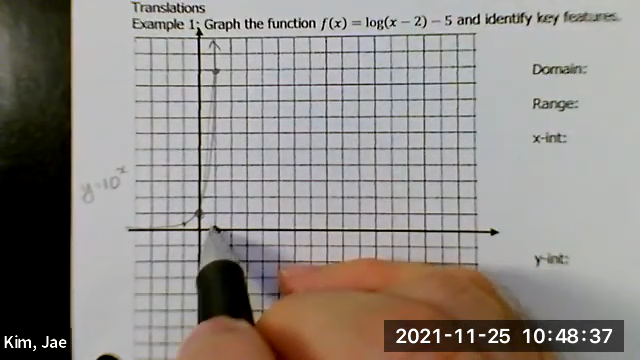 Translations
Example 1: Graph the function f(x) = log(x − 2) − 5 and identify key features.
Domain:
Range:
x-int:
y=10^x
y-int:
Kim, Jae
2021-11-25 10:48:37